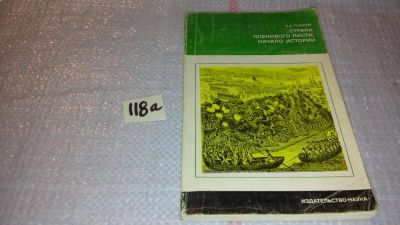 118а
СТРАНА
КЛЕНОВОГО ЛИСТА:
НАЧАЛО ИСТОРИИ
ИЗДАТЕЛЬСТВО·НАУКА·